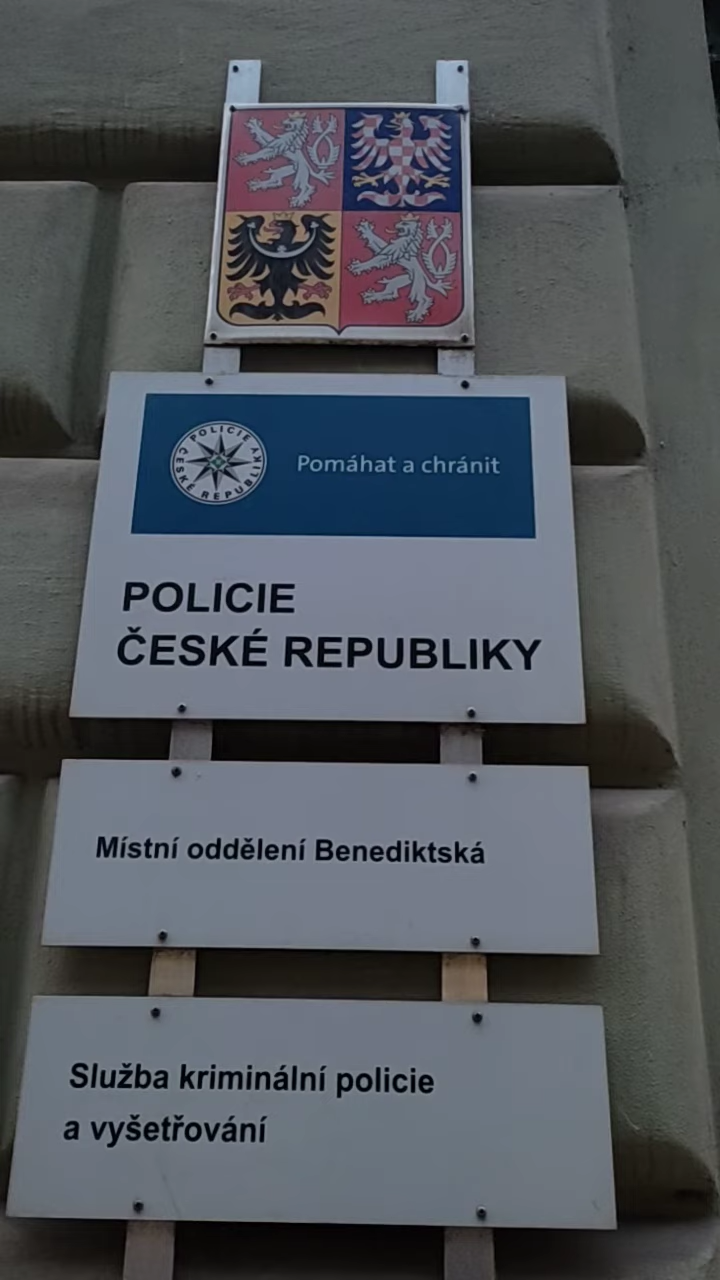 POLICIE ČESKÉ REPUBLIKY
Pomáhat a chránit
POLICIE
ČESKÉ REPUBLIKY
Místní oddělení Benediktská
Služba kriminální policie
a vyšetřování